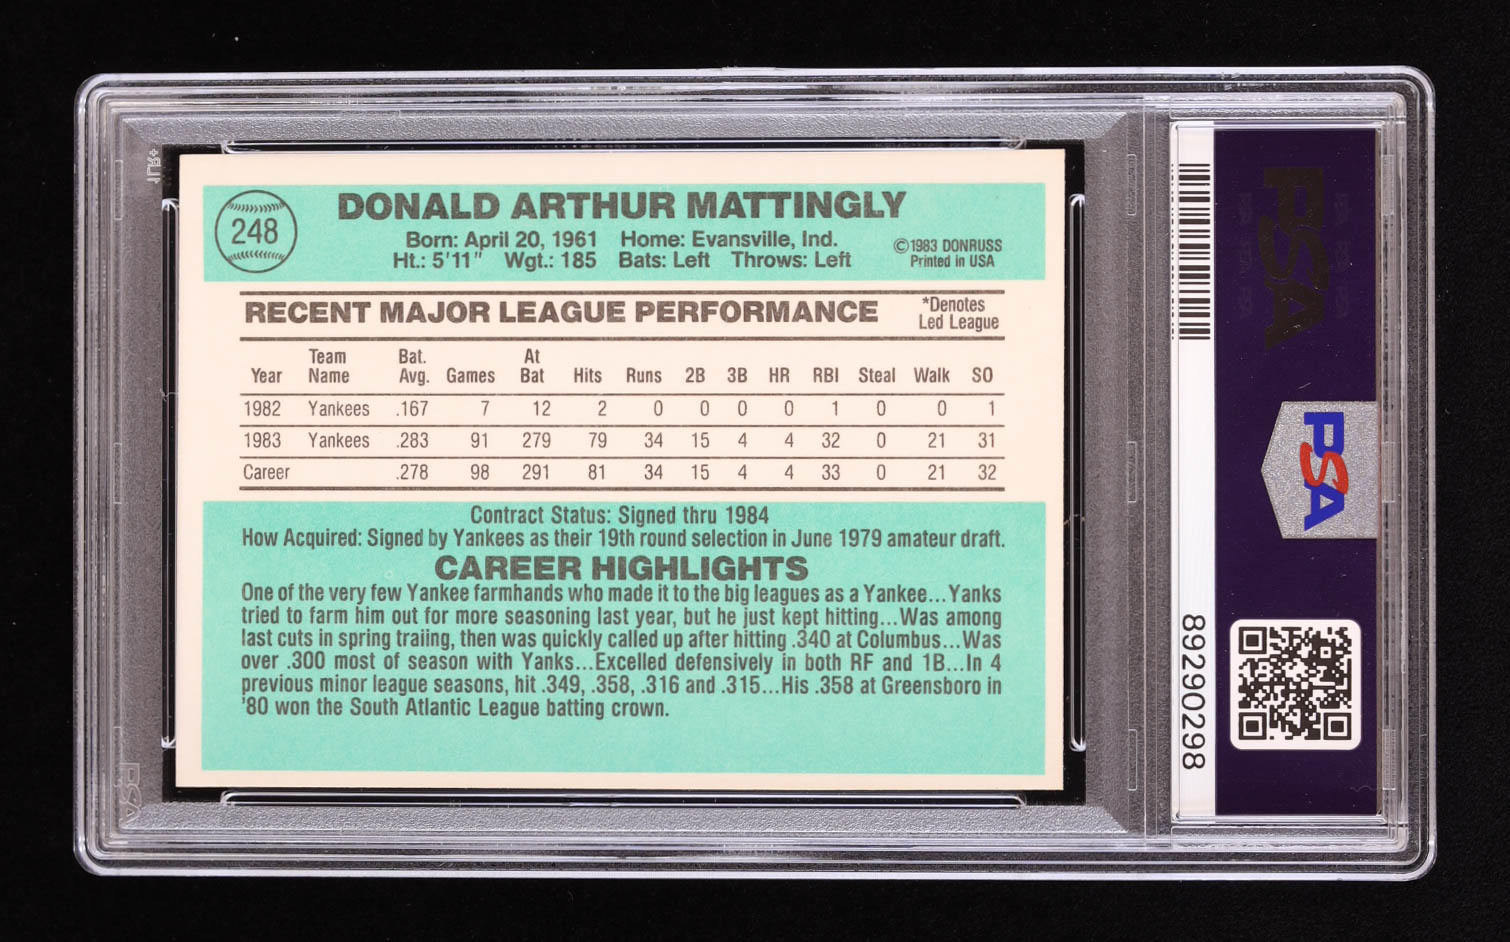 248
DONALD ARTHUR MATTINGLY
Born: April 20, 1961 Home: Evansville, Ind.
Ht.: 5'11" Wgt.: 185 Bats: Left Throws: Left
©1983 DONRUSS
Printed in USA
RECENT MAJOR LEAGUE PERFORMANCE
*Denotes
Led League
Year Team Name Bat. Avg. Games At Bat Hits Runs 2B 3B HR RBI Steal Walk SO
1982 Yankees .167 7 12 2 0 0 0 0 1 0 0 1
1983 Yankees .283 91 279 79 34 15 4 4 32 0 21 31
Career .278 98 291 81 34 15 4 4 33 0 21 32
Contract Status: Signed thru 1984
How Acquired: Signed by Yankees as their 19th round selection in June 1979 amateur draft.
CAREER HIGHLIGHTS
One of the very few Yankee farmhands who made it to the big leagues as a Yankee...Yanks
tried to farm him out for more seasoning last year, but he just kept hitting...Was among
last cuts in spring traiing, then was quickly called up after hitting .340 at Columbus...Was
over .300 most of season with Yanks...Excelled defensively in both RF and 1B...In 4
previous minor league seasons, hit .349, .358, .316 and .315...His .358 at Greensboro in
'80 won the South Atlantic League batting crown.
PSA
PSA
89290298
PSA